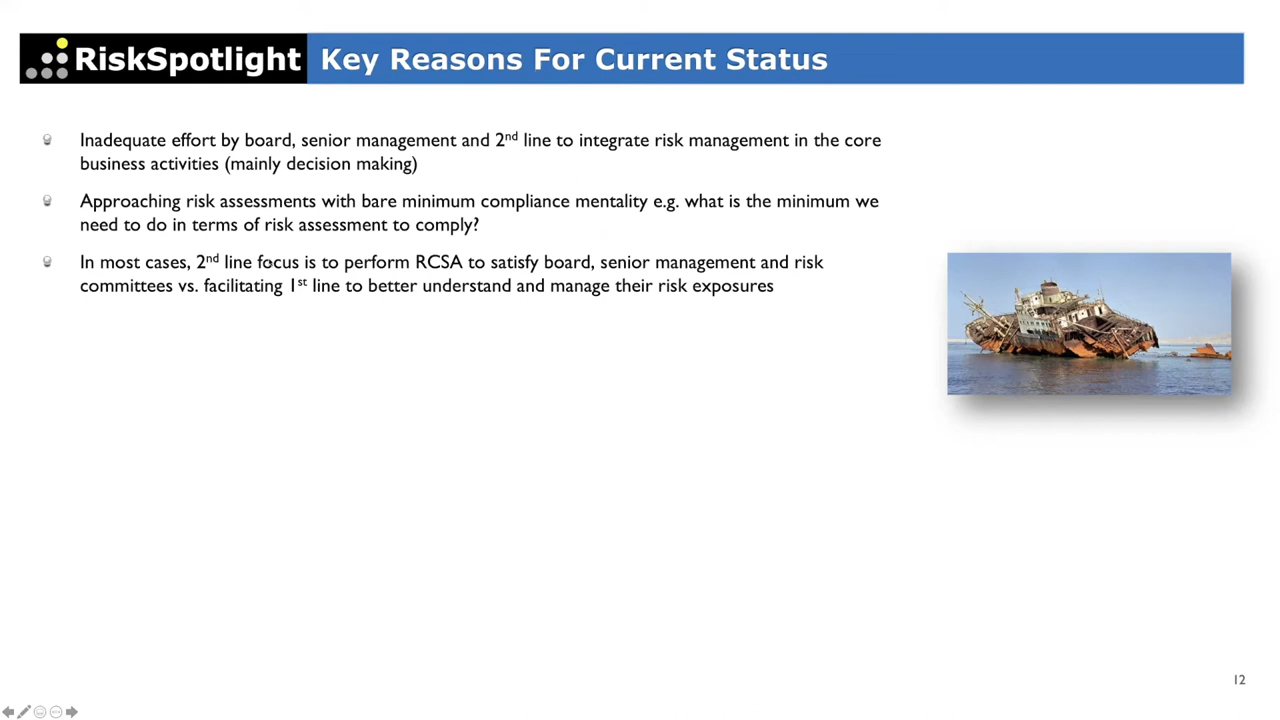 RiskSpotlight Key Reasons For Current Status
Inadequate effort by board, senior management and 2nd line to integrate risk management in the core
business activities (mainly decision making)
Approaching risk assessments with bare minimum compliance mentality e.g. what is the minimum we
need to do in terms of risk assessment to comply?
In most cases, 2nd line focus is to perform RCSA to satisfy board, senior management and risk
committees vs. facilitating 1st line to better understand and manage their risk exposures
12